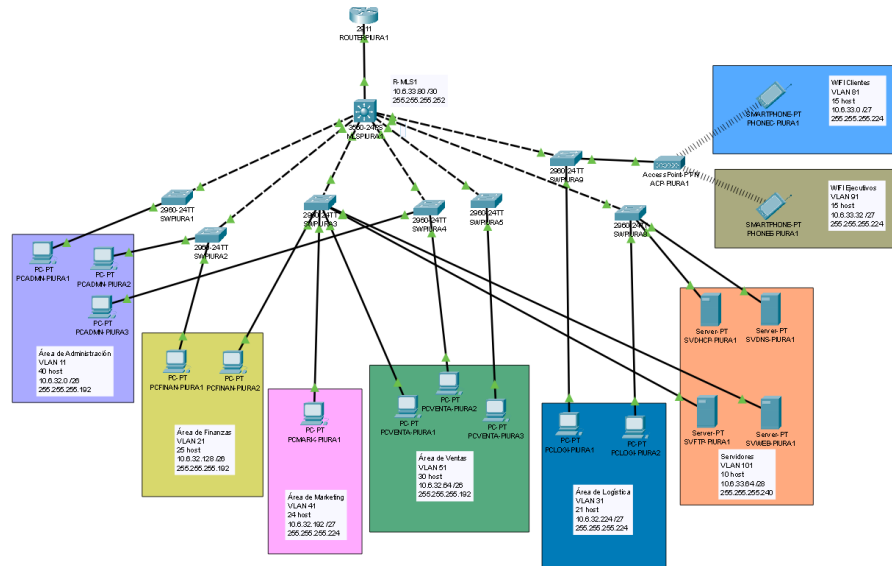 2911
ROUTERPIURA1
R-MLS1
10.6.33.80 /30
255.255.255.252
3560-24PS
MLSPIURA1
WIFI Clientes
VLAN 81
15 host
10.6.33.0 /27
255.255.255.224
SMARTPHONE-PT
PHONEC-PIURA1
2960-24TT
SWPIURA9
AccessPoint-PT-N
ACP-PIURA1
WIFI Ejecutivos
VLAN 91
15 host
10.6.33.32 /27
255.255.255.224
SMARTPHONE-PT
PHONEE-PIURA1
2960-24TT
SWPIURA1
2960-24TT
SWPIURA2
2960-24TT
SWPIURA3
2960-24TT
SWPIURA4
2960-24TT
SWPIURA5
2960-24TT
PC-PT
PCADMN-PIURA1
PC-PT
PCADMN-PIURA2
PC-PT
PCADMN-PIURA3
Área de Administración
VLAN 11
40 host
10.6.32.0 /26
255.255.255.192
PC-PT
PCFINAN-PIURA1
PC-PT
PCFINAN-PIURA2
Área de Finanzas
VLAN 21
25 host
10.6.32.128 /26
255.255.255.192
PC-PT
PCMARK-PIURA1
Área de Marketing
VLAN 41
24 host
10.6.32.192 /27
255.255.255.224
PC-PT
PCVENTA-PIURA1
PC-PT
PCVENTA-PIURA2
PC-PT
PCVENTA-PIURA3
Área de Ventas
VLAN 51
30 host
10.6.32.64 /26
255.255.255.192
PC-PT
PCLOGI-PIURA1
PC-PT
PCLOGI-PIURA2
Área de Logística
VLAN 31
21 host
10.6.32.224 /27
255.255.255.224
Server-PT
SVDHCP-PIURA1
Server-PT
SVDNS-PIURA1
Server-PT
SVFTP-PIURA1
Server-PT
SVWEB-PIURA1
Servidores
VLAN 101
10 host
10.6.33.64 /28
255.255.255.240